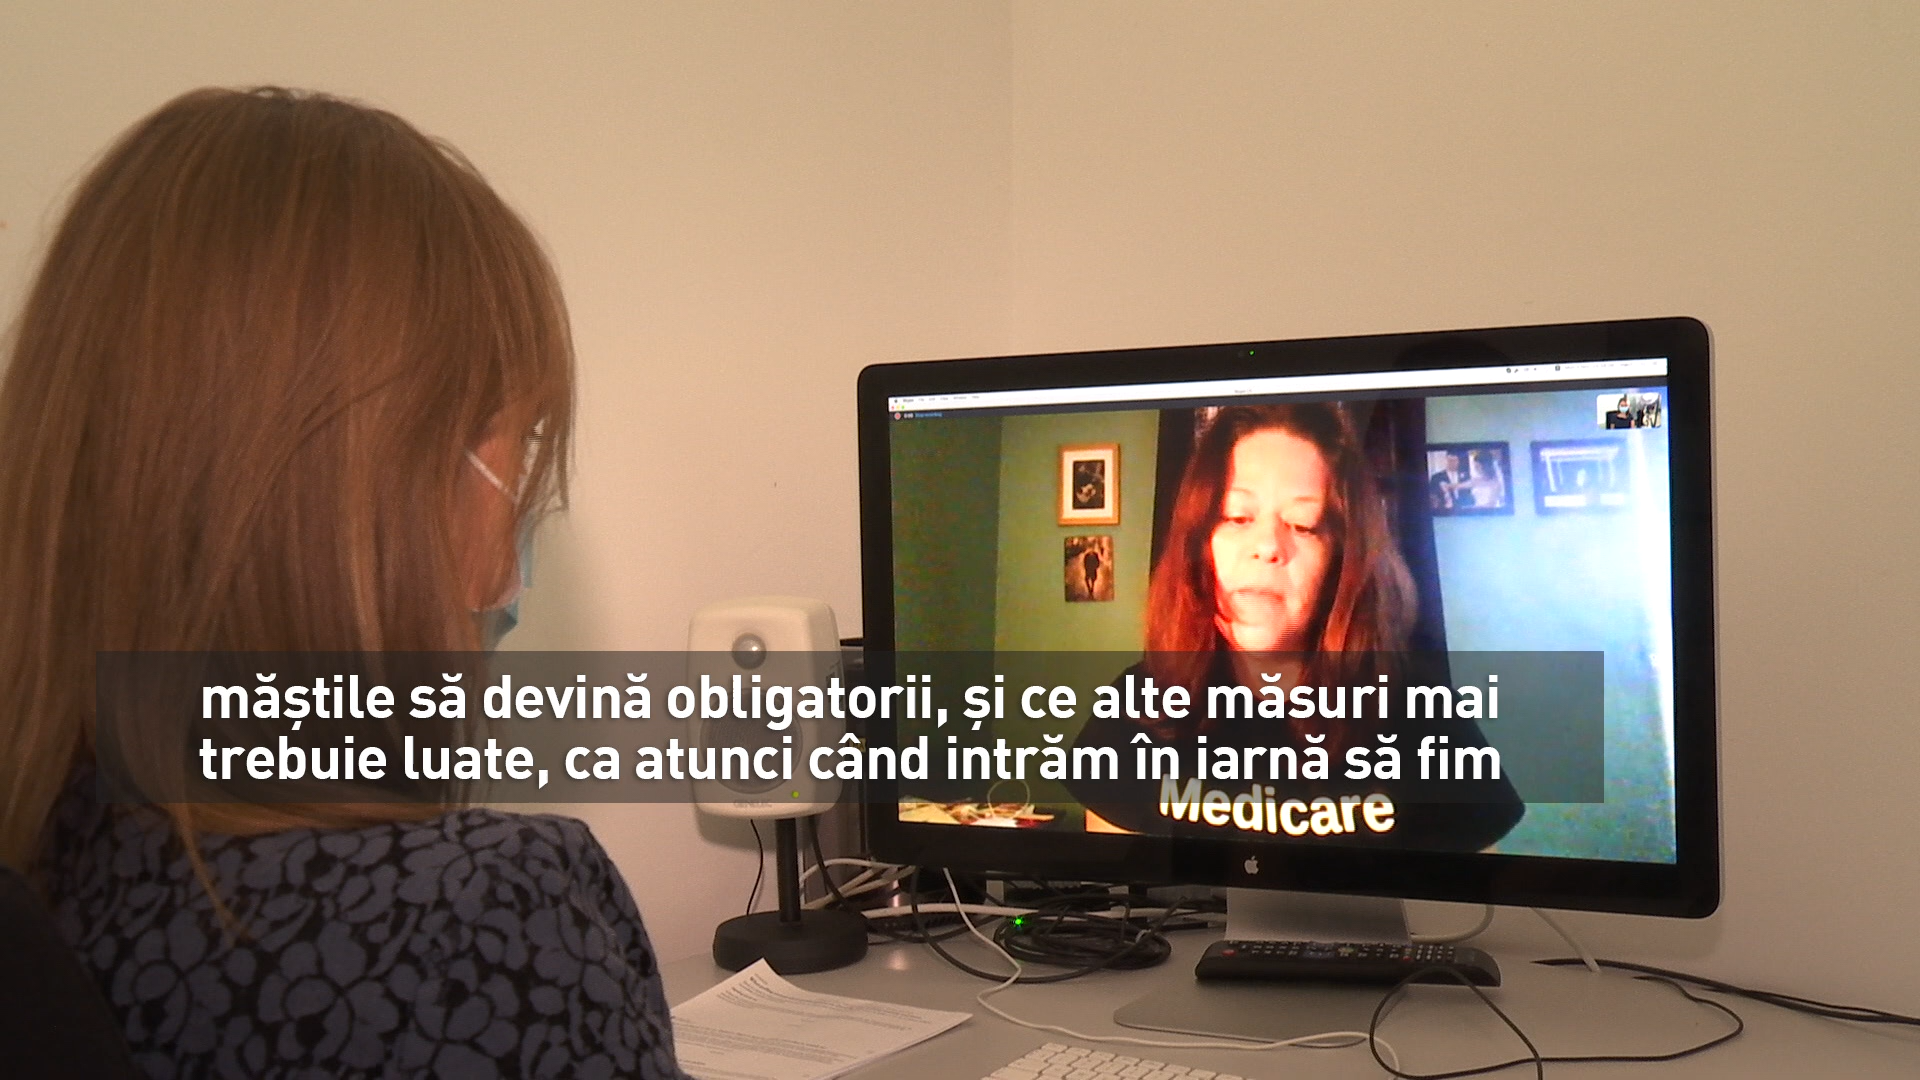 măștile să devină obligatorii, și ce alte măsuri mai
trebuie luate, ca atunci când intrăm în iarnă să fim
Medicare